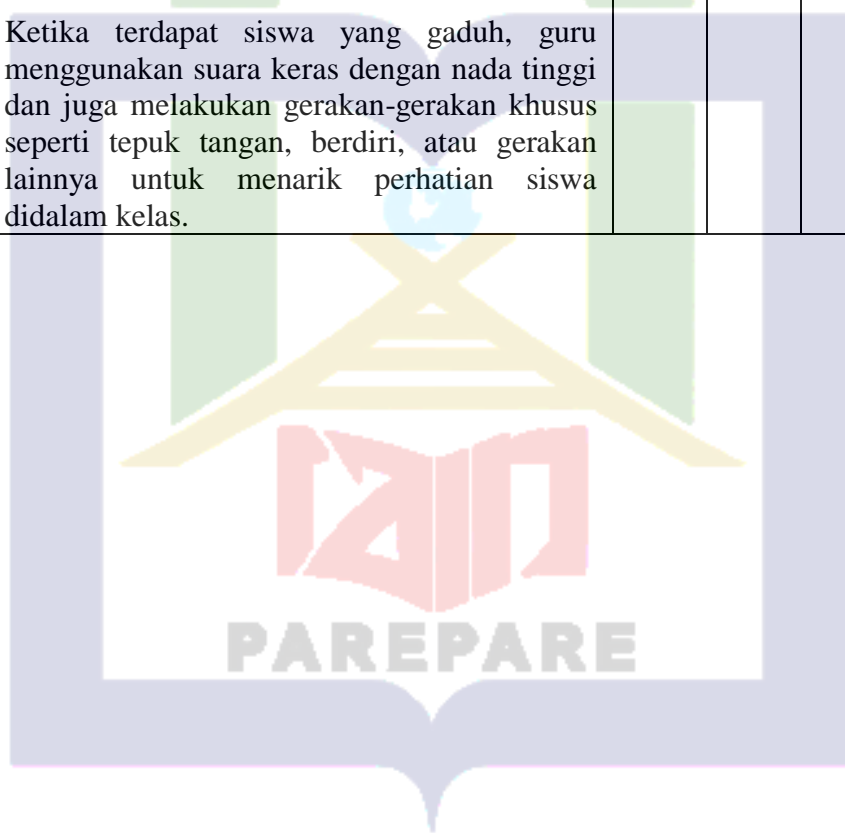 Ketika terdapat siswa yang gaduh, guru
menggunakan suara keras dengan nada tinggi
dan juga melakukan gerakan-gerakan khusus
seperti tepuk tangan, berdiri, atau gerakan
lainnya untuk menarik perhatian siswa
didalam kelas.
iain
PAREPARE